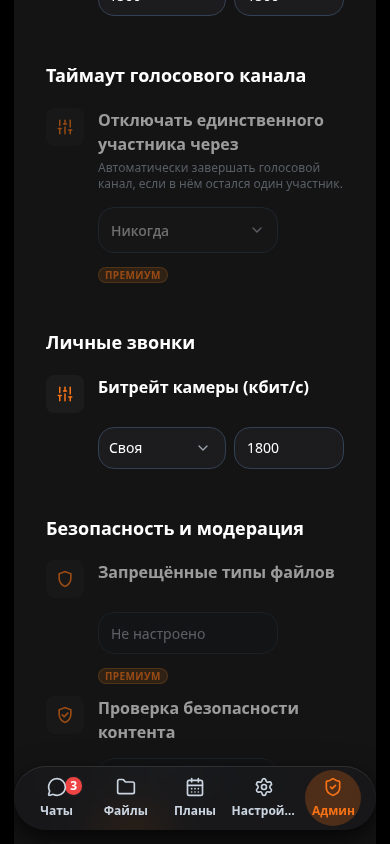 Таймаут голосового канала
Отключать единственного
участника через
Автоматически завершать голосовой
канал, если в нём остался один участник.
Никогда
ПРЕМИУМ
Личные звонки
Битрейт камеры (кбит/с)
Своя
1800
Безопасность и модерация
Запрещённые типы файлов
Не настроено
ПРЕМИУМ
Проверка безопасности
контента
3
Чаты
Файлы
Планы
Настрой...
Админ